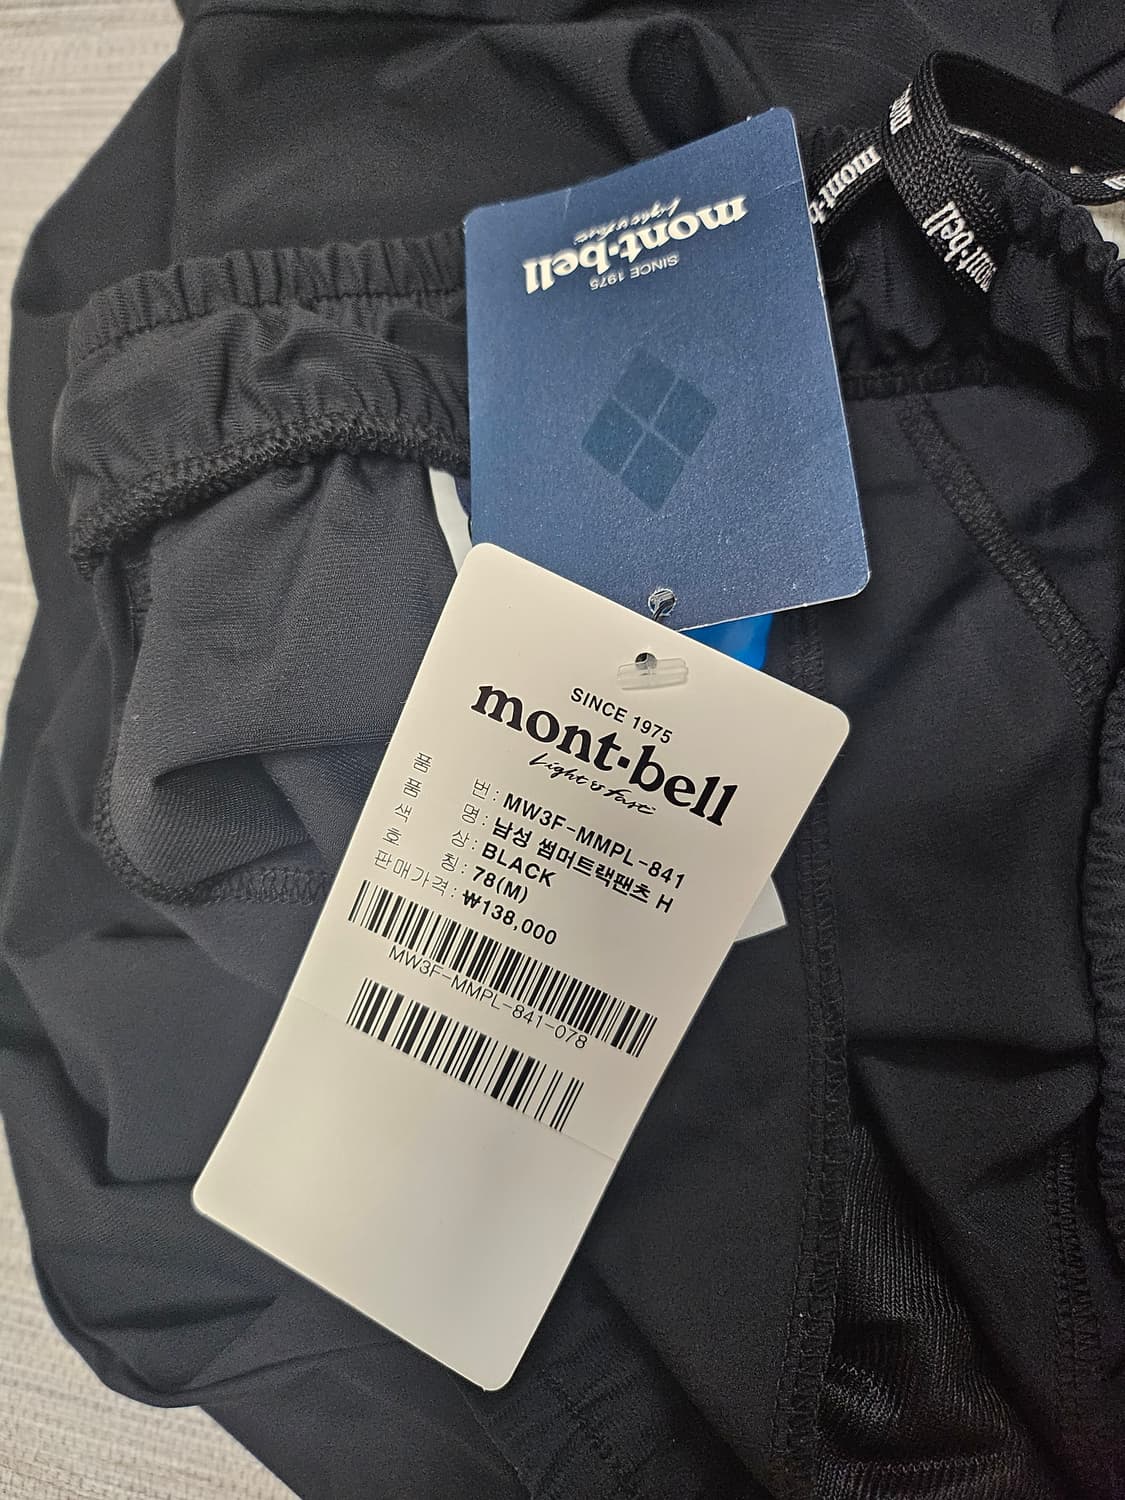 mont-bell
Light & Fast
SINCE 1975
mont-b
mont-bell
SINCE 1975
mont-bell
Light & Fast
품 번 : MW3F-MMPL-841
품 명 : 남성 썸머트랙팬츠 H
색 상 : BLACK
호 칭 : 78(M)
판매가격 : ₩138,000
MW3F-MMPL-841-078